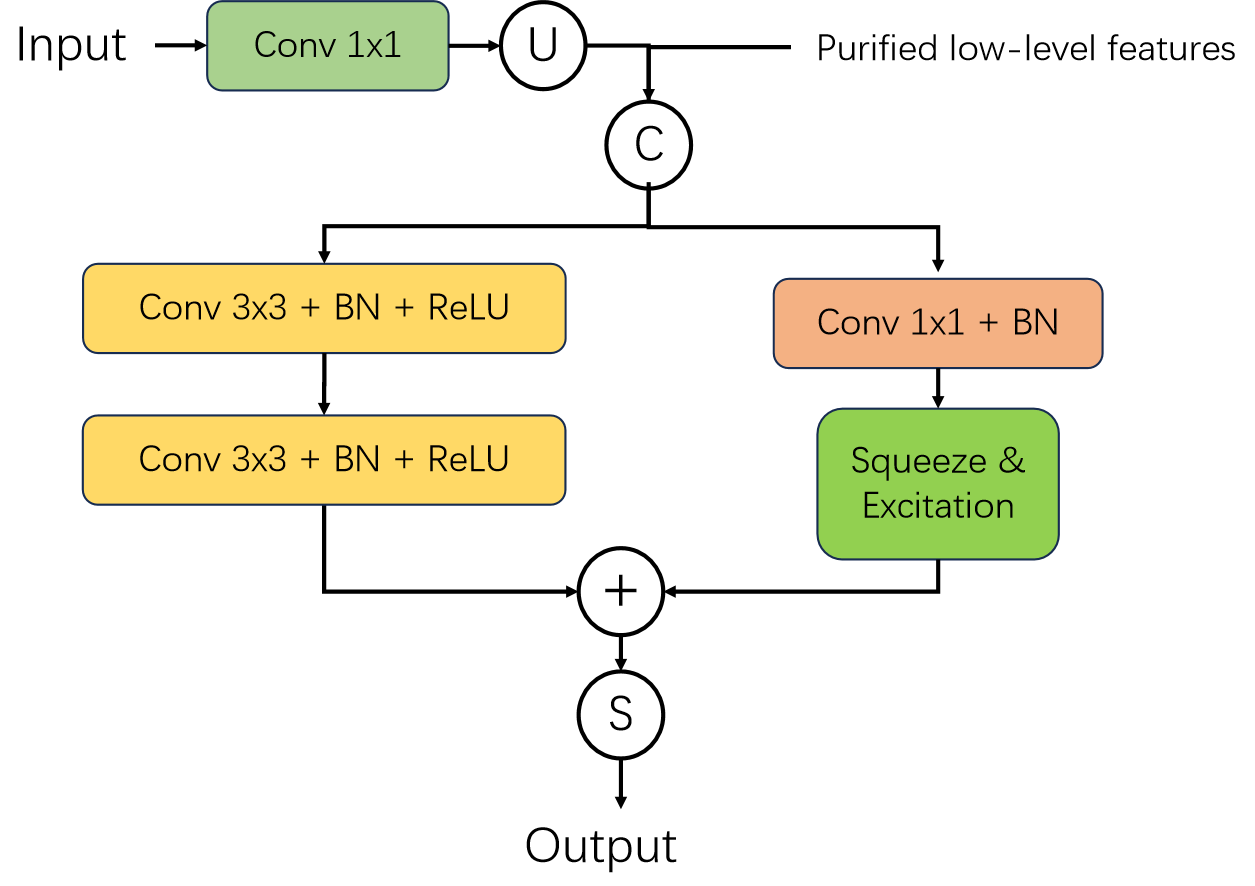 Input
Conv 1x1
U
Purified low-level features
C
Conv 3x3 + BN + ReLU
Conv 1x1 + BN
Conv 3x3 + BN + ReLU
Squeeze &
Excitation
+
S
Output